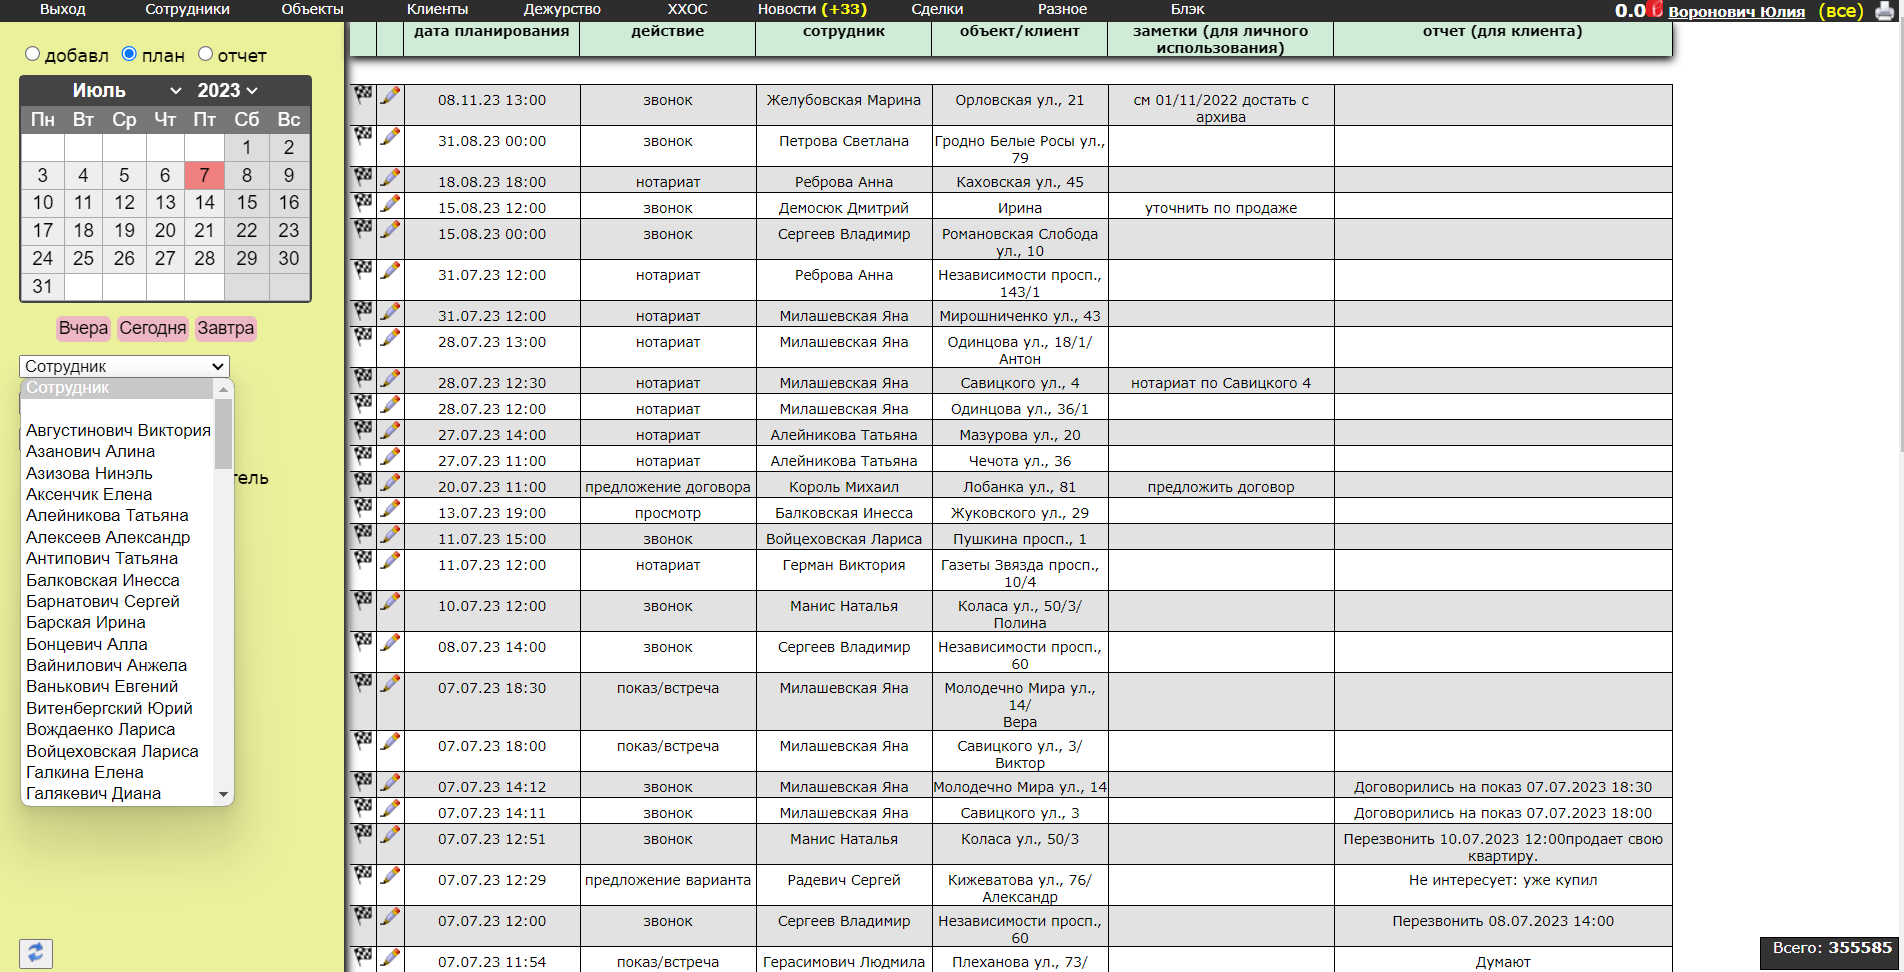 Выход Сотрудники Объекты Клиенты Дежурство ХХОС Новости (+33) Сделки Разное Блэк 0.0 Воронович Юлия (все)
добавл план отчет
Июль 2023
Пн Вт Ср Чт Пт Сб Вс
1 2
3 4 5 6 7 8 9
10 11 12 13 14 15 16
17 18 19 20 21 22 23
24 25 26 27 28 29 30
31
Вчера Сегодня Завтра
Сотрудник
Сотрудник
Августинович Виктория
Азанович Алина
Азизова Нинэль
Аксенчик Елена
Алейникова Татьяна
Алексеев Александр
Антипович Татьяна
Балковская Инесса
Барнатович Сергей
Барская Ирина
Бонцевич Алла
Вайнилович Анжела
Ванькович Евгений
Витенбергский Юрий
Вождаенко Лариса
Войцеховская Лариса
Галкина Елена
Галякевич Диана
тель
дата планирования действие сотрудник объект/клиент заметки (для личного использования) отчет (для клиента)
08.11.23 13:00 звонок Желубовская Марина Орловская ул., 21 см 01/11/2022 достать с архива
31.08.23 00:00 звонок Петрова Светлана Гродно Белые Росы ул., 79
18.08.23 18:00 нотариат Реброва Анна Каховская ул., 45
15.08.23 12:00 звонок Демосюк Дмитрий Ирина уточнить по продаже
15.08.23 00:00 звонок Сергеев Владимир Романовская Слобода ул., 10
31.07.23 12:00 нотариат Реброва Анна Независимости просп., 143/1
31.07.23 12:00 нотариат Милашевская Яна Мирошниченко ул., 43
28.07.23 13:00 нотариат Милашевская Яна Одинцова ул., 18/1/ Антон
28.07.23 12:30 нотариат Милашевская Яна Савицкого ул., 4 нотариат по Савицкого 4
28.07.23 12:00 нотариат Милашевская Яна Одинцова ул., 36/1
27.07.23 14:00 нотариат Алейникова Татьяна Мазурова ул., 20
27.07.23 11:00 нотариат Алейникова Татьяна Чечота ул., 36
20.07.23 11:00 предложение договора Король Михаил Лобанка ул., 81 предложить договор
13.07.23 19:00 просмотр Балковская Инесса Жуковского ул., 29
11.07.23 15:00 звонок Войцеховская Лариса Пушкина просп., 1
11.07.23 12:00 нотариат Герман Виктория Газеты Звязда просп., 10/4
10.07.23 12:00 звонок Манис Наталья Коласа ул., 50/3/ Полина
08.07.23 14:00 звонок Сергеев Владимир Независимости просп., 60
07.07.23 18:30 показ/встреча Милашевская Яна Молодечно Мира ул., 14/ Вера
07.07.23 18:00 показ/встреча Милашевская Яна Савицкого ул., 3/ Виктор
07.07.23 14:12 звонок Милашевская Яна Молодечно Мира ул., 14 Договорились на показ 07.07.2023 18:30
07.07.23 14:11 звонок Милашевская Яна Савицкого ул., 3 Договорились на показ 07.07.2023 18:00
07.07.23 12:51 звонок Манис Наталья Коласа ул., 50/3 Перезвонить 10.07.2023 12:00продает свою квартиру.
07.07.23 12:29 предложение варианта Радевич Сергей Кижеватова ул., 76/ Александр Не интересует: уже купил
07.07.23 12:00 звонок Сергеев Владимир Независимости просп., 60 Перезвонить 08.07.2023 14:00
07.07.23 11:54 показ/встреча Герасимович Людмила Плеханова ул., 73/ Думают
Всего: 355585